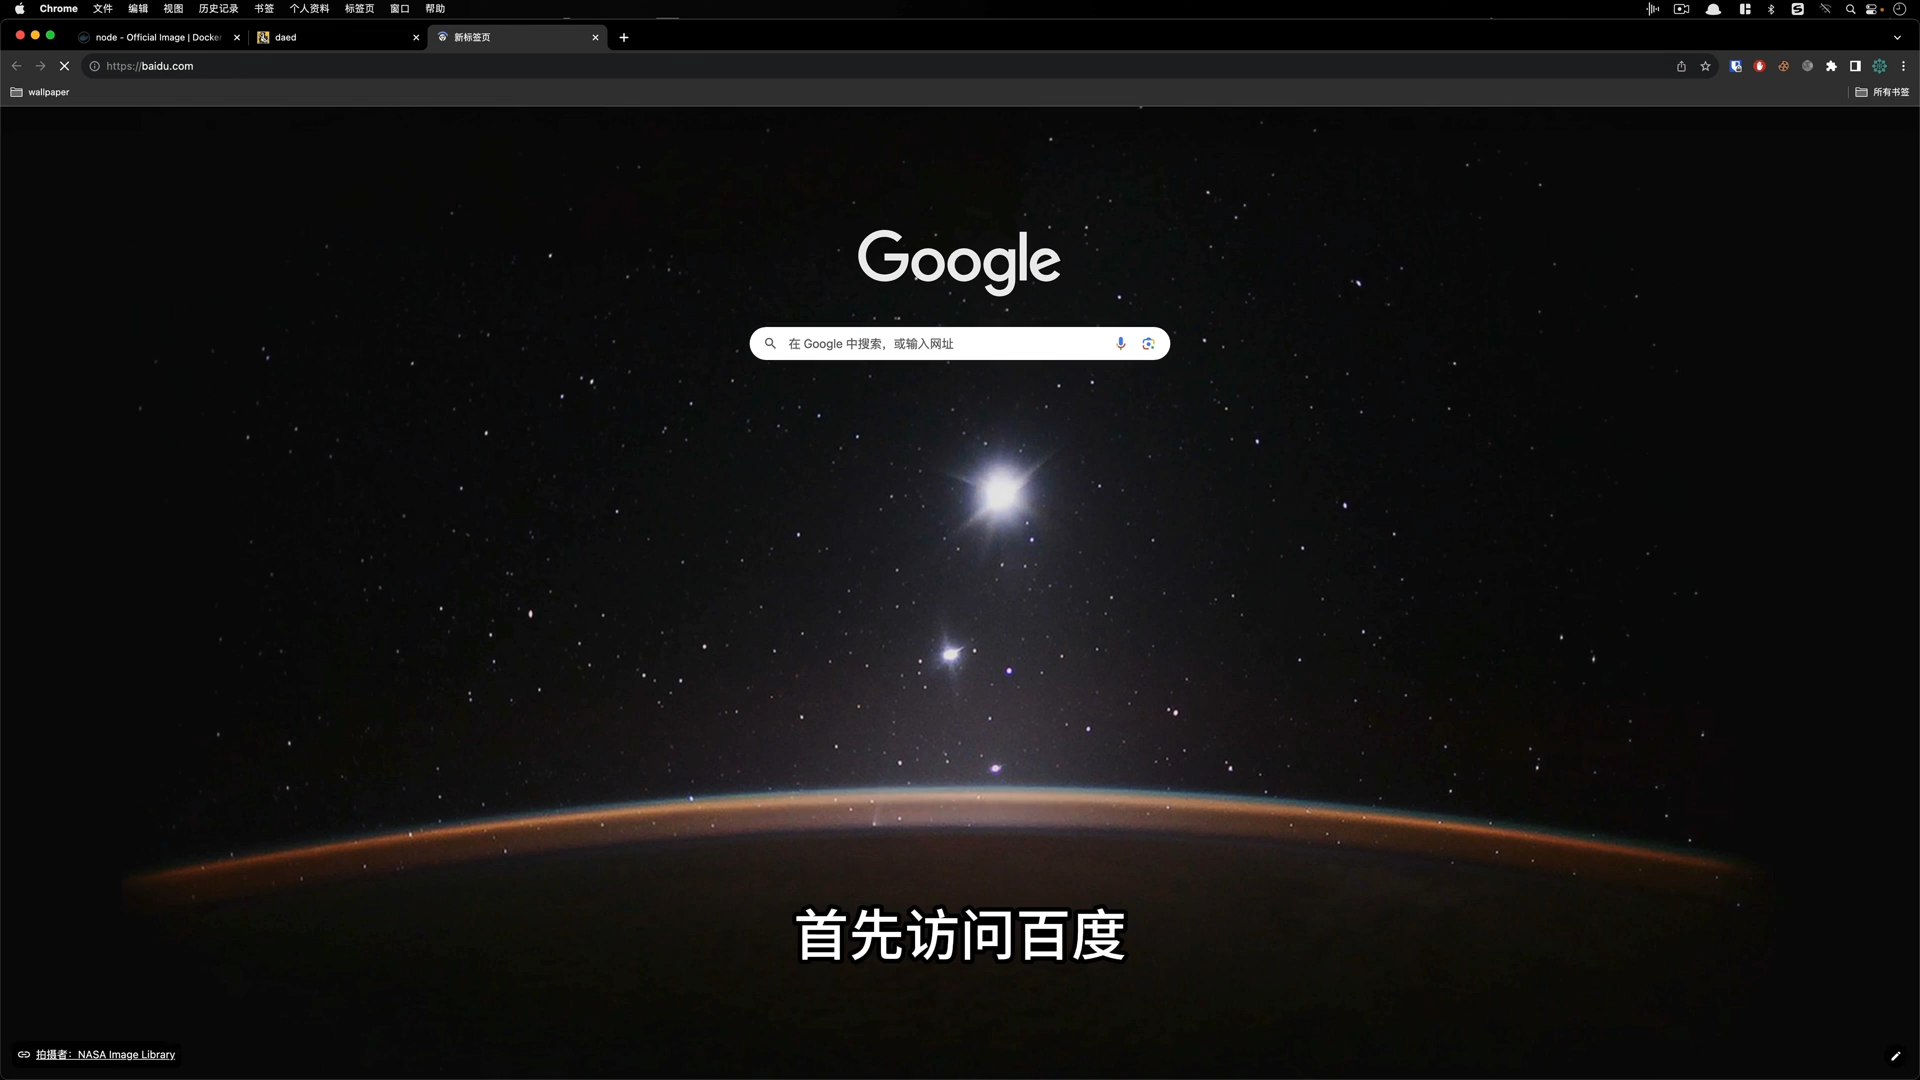 Chrome 文件 编辑 视图 历史记录 书签 个人资料 标签页 窗口 帮助
node - Official Image | Docker
daed
新标签页
https://baidu.com
wallpaper
所有书签
Google
在 Google 中搜索，或输入网址
首先访问百度
拍摄者：NASA Image Library